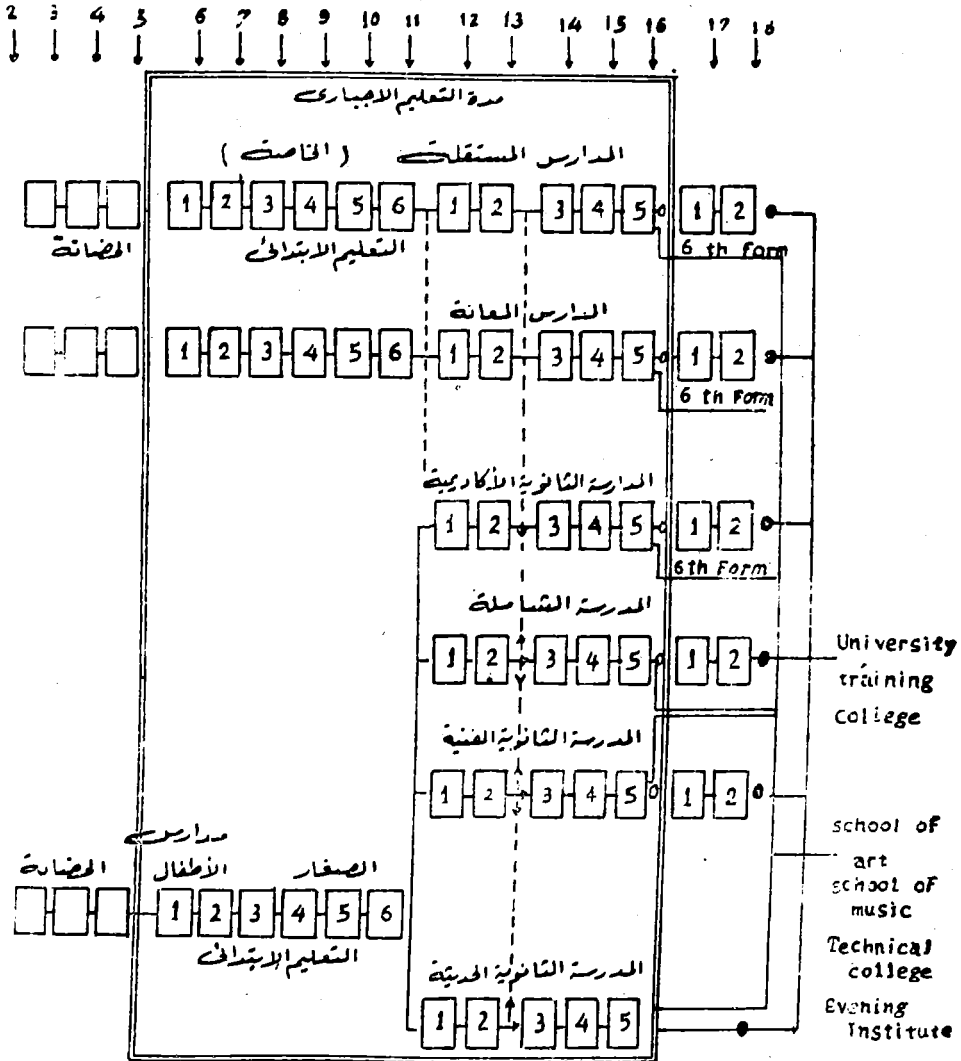 2 3 4 5 6 7 8 9 10 11 12 13 14 15 16 17 18
مدة التعليم الاجبارى
المدارس المستقلة ( الخاصة )
1 2 3 4 5 6 1 2 3 4 5 1 2
الحضانة التعليم الابتدائى 6 th Form
المدارس المعانة
1 2 3 4 5 6 1 2 3 4 5 1 2
6 th Form
المدارسة الثانوية الأكاديمية
1 2 3 4 5 1 2
6 th Form
المدرسة الشاملة
1 2 3 4 5 1 2
University
training
College
المدرسة الثانوية الفنية
1 2 3 4 5 1 2
school of
art
school of
music
Technical
college
Evening
Institute
مدارس
الحضانة الأطفال الصغار
1 2 3 4 5 6
التعليم الابتدائى
المدرسة الثانوية الحديثة
1 2 3 4 5